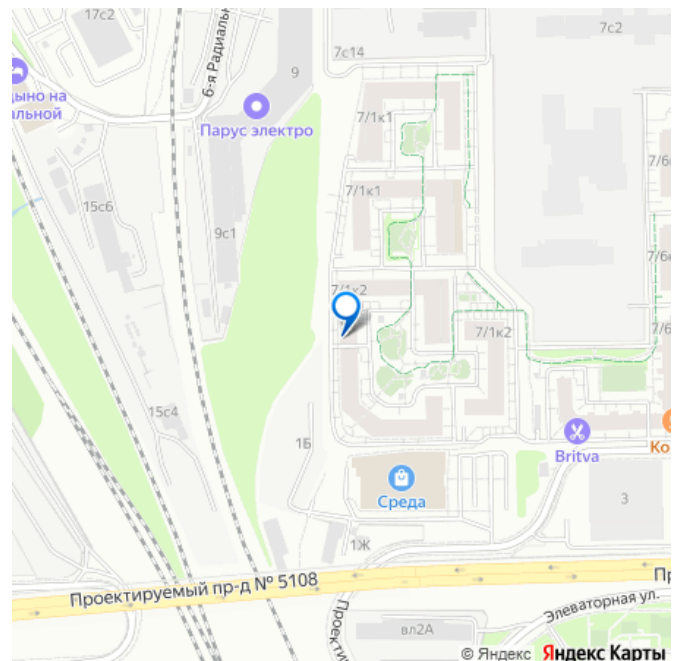 17с2
7с2
7с14
6-я Радиальн
9
ыно на
альной
Парус электро
7/1к1
7/6
7/1к1
15с6
9с1
7/6
7/1к2
7/1к2
7/6
15с4
1Б
Britva
Ко
Среда
3
1Ж
Проектируемый пр-д № 5108
Пр
Элеваторная ул.
Проекти
вл2А
© Яндекс Яндекс Карты